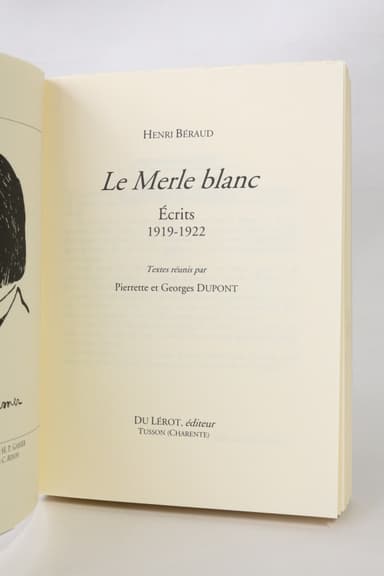 HENRI BÉRAUD
Le Merle blanc
Écrits
1919-1922
Textes réunis par
Pierrette et Georges DUPONT
DU LÉROT, éditeur
TUSSON (CHARENTE)